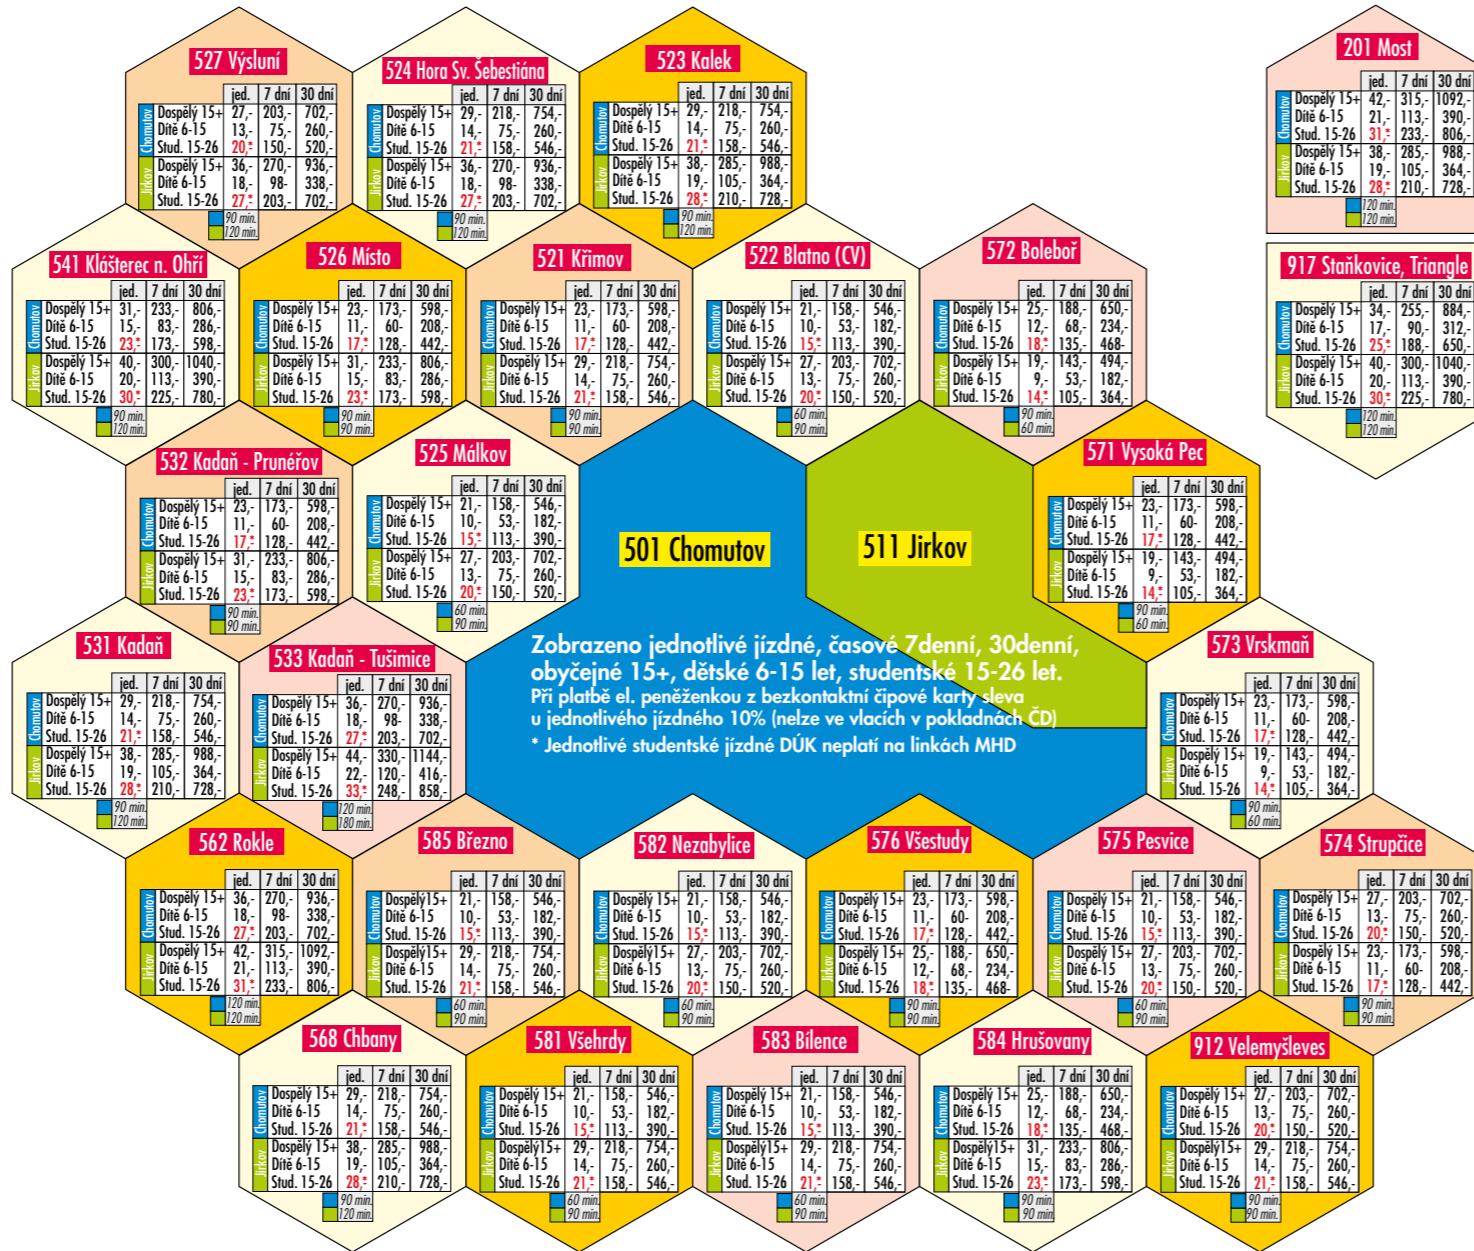 527 Výsluní
jed. 7 dní 30 dní
Chomutov
Dospělý 15+ 27,- 203,- 702,-
Dítě 6-15 13,- 75,- 260,-
Stud. 15-26 20,-* 150,- 520,-
Jirkov
Dospělý 15+ 36,- 270,- 936,-
Dítě 6-15 18,- 98- 338,-
Stud. 15-26 27,-* 203,- 702,-
90 min.
120 min.
524 Hora Sv. Šebestiána
jed. 7 dní 30 dní
Chomutov
Dospělý 15+ 29,- 218,- 754,-
Dítě 6-15 14,- 75,- 260,-
Stud. 15-26 21,-* 158,- 546,-
Jirkov
Dospělý 15+ 36,- 270,- 936,-
Dítě 6-15 18,- 98- 338,-
Stud. 15-26 27,-* 203,- 702,-
90 min.
120 min.
523 Kalek
jed. 7 dní 30 dní
Chomutov
Dospělý 15+ 29,- 218,- 754,-
Dítě 6-15 14,- 75,- 260,-
Stud. 15-26 21,-* 158,- 546,-
Jirkov
Dospělý 15+ 38,- 285,- 988,-
Dítě 6-15 19,- 105,- 364,-
Stud. 15-26 28,-* 210,- 728,-
90 min.
120 min.
201 Most
jed. 7 dní 30 dní
Chomutov
Dospělý 15+ 42,- 315,- 1092,-
Dítě 6-15 21,- 113,- 390,-
Stud. 15-26 31,-* 233,- 806,-
Jirkov
Dospělý 15+ 38,- 285,- 988,-
Dítě 6-15 19,- 105,- 364,-
Stud. 15-26 28,-* 210,- 728,-
120 min.
120 min.
541 Klášterec n. Ohří
jed. 7 dní 30 dní
Chomutov
Dospělý 15+ 31,- 233,- 806,-
Dítě 6-15 15,- 83,- 286,-
Stud. 15-26 23,-* 173,- 598,-
Jirkov
Dospělý 15+ 40,- 300,- 1040,-
Dítě 6-15 20,- 113,- 390,-
Stud. 15-26 30,-* 225,- 780,-
90 min.
120 min.
526 Místo
jed. 7 dní 30 dní
Chomutov
Dospělý 15+ 23,- 173,- 598,-
Dítě 6-15 11,- 60- 208,-
Stud. 15-26 17,-* 128,- 442,-
Jirkov
Dospělý 15+ 31,- 233,- 806,-
Dítě 6-15 15,- 83,- 286,-
Stud. 15-26 23,-* 173,- 598,-
90 min.
90 min.
521 Křimov
jed. 7 dní 30 dní
Chomutov
Dospělý 15+ 23,- 173,- 598,-
Dítě 6-15 11,- 60- 208,-
Stud. 15-26 17,-* 128,- 442,-
Jirkov
Dospělý 15+ 29,- 218,- 754,-
Dítě 6-15 14,- 75,- 260,-
Stud. 15-26 21,-* 158,- 546,-
90 min.
90 min.
522 Blatno (CV)
jed. 7 dní 30 dní
Chomutov
Dospělý 15+ 21,- 158,- 546,-
Dítě 6-15 10,- 53,- 182,-
Stud. 15-26 15,-* 113,- 390,-
Jirkov
Dospělý 15+ 27,- 203,- 702,-
Dítě 6-15 13,- 75,- 260,-
Stud. 15-26 20,-* 150,- 520,-
60 min.
90 min.
572 Boleboř
jed. 7 dní 30 dní
Chomutov
Dospělý 15+ 25,- 188,- 650,-
Dítě 6-15 12,- 68,- 234,-
Stud. 15-26 18,-* 135,- 468-
Jirkov
Dospělý 15+ 19,- 143,- 494,-
Dítě 6-15 9,- 53,- 182,-
Stud. 15-26 14,-* 105,- 364,-
90 min.
60 min.
917 Staňkovice, Triangle
jed. 7 dní 30 dní
Chomutov
Dospělý 15+ 34,- 255,- 884,-
Dítě 6-15 17,- 90,- 312,-
Stud. 15-26 25,-* 188,- 650,-
Jirkov
Dospělý 15+ 40,- 300,- 1040,-
Dítě 6-15 20,- 113,- 390,-
Stud. 15-26 30,-* 225,- 780,-
120 min.
120 min.
532 Kadaň - Prunéřov
jed. 7 dní 30 dní
Chomutov
Dospělý 15+ 23,- 173,- 598,-
Dítě 6-15 11,- 60- 208,-
Stud. 15-26 17,-* 128,- 442,-
Jirkov
Dospělý 15+ 31,- 233,- 806,-
Dítě 6-15 15,- 83,- 286,-
Stud. 15-26 23,-* 173,- 598,-
90 min.
90 min.
525 Málkov
jed. 7 dní 30 dní
Chomutov
Dospělý 15+ 21,- 158,- 546,-
Dítě 6-15 10,- 53,- 182,-
Stud. 15-26 15,-* 113,- 390,-
Jirkov
Dospělý 15+ 27,- 203,- 702,-
Dítě 6-15 13,- 75,- 260,-
Stud. 15-26 20,-* 150,- 520,-
60 min.
90 min.
501 Chomutov
511 Jirkov
571 Vysoká Pec
jed. 7 dní 30 dní
Chomutov
Dospělý 15+ 23,- 173,- 598,-
Dítě 6-15 11,- 60- 208,-
Stud. 15-26 17,-* 128,- 442,-
Jirkov
Dospělý 15+ 19,- 143,- 494,-
Dítě 6-15 9,- 53,- 182,-
Stud. 15-26 14,-* 105,- 364,-
90 min.
60 min.
Zobrazeno jednotlivé jízdné, časové 7denní, 30denní,
obyčejné 15+, dětské 6-15 let, studentské 15-26 let.
Při platbě el. peněženkou z bezkontaktní čipové karty sleva
u jednotlivého jízdného 10% (nelze ve vlacích v pokladnách ČD)
* Jednotlivé studentské jízdné DÚK neplatí na linkách MHD
531 Kadaň
jed. 7 dní 30 dní
Chomutov
Dospělý 15+ 29,- 218,- 754,-
Dítě 6-15 14,- 75,- 260,-
Stud. 15-26 21,-* 158,- 546,-
Jirkov
Dospělý 15+ 38,- 285,- 988,-
Dítě 6-15 19,- 105,- 364,-
Stud. 15-26 28,-* 210,- 728,-
90 min.
120 min.
533 Kadaň - Tušimice
jed. 7 dní 30 dní
Chomutov
Dospělý 15+ 36,- 270,- 936,-
Dítě 6-15 18,- 98- 338,-
Stud. 15-26 27,-* 203,- 702,-
Jirkov
Dospělý 15+ 44,- 330,- 1144,-
Dítě 6-15 22,- 120,- 416,-
Stud. 15-26 33,-* 248,- 858,-
120 min.
180 min.
573 Vrskmaň
jed. 7 dní 30 dní
Chomutov
Dospělý 15+ 23,- 173,- 598,-
Dítě 6-15 11,- 60- 208,-
Stud. 15-26 17,-* 128,- 442,-
Jirkov
Dospělý 15+ 19,- 143,- 494,-
Dítě 6-15 9,- 53,- 182,-
Stud. 15-26 14,-* 105,- 364,-
90 min.
60 min.
562 Rokle
jed. 7 dní 30 dní
Chomutov
Dospělý 15+ 36,- 270,- 936,-
Dítě 6-15 18,- 98- 338,-
Stud. 15-26 27,-* 203,- 702,-
Jirkov
Dospělý 15+ 42,- 315,- 1092,-
Dítě 6-15 21,- 113,- 390,-
Stud. 15-26 31,-* 233,- 806,-
120 min.
120 min.
585 Březno
jed. 7 dní 30 dní
Chomutov
Dospělý15+ 21,- 158,- 546,-
Dítě 6-15 10,- 53,- 182,-
Stud. 15-26 15,-* 113,- 390,-
Jirkov
Dospělý15+ 29,- 218,- 754,-
Dítě 6-15 14,- 75,- 260,-
Stud. 15-26 21,-* 158,- 546,-
60 min.
90 min.
582 Nezabylice
jed. 7 dní 30 dní
Chomutov
Dospělý 15+ 21,- 158,- 546,-
Dítě 6-15 10,- 53,- 182,-
Stud. 15-26 15,-* 113,- 390,-
Jirkov
Dospělý15+ 27,- 203,- 702,-
Dítě 6-15 13,- 75,- 260,-
Stud. 15-26 20,-* 150,- 520,-
60 min.
90 min.
576 Všestudy
jed. 7 dní 30 dní
Chomutov
Dospělý 15+ 23,- 173,- 598,-
Dítě 6-15 11,- 60- 208,-
Stud. 15-26 17,-* 128,- 442,-
Jirkov
Dospělý 15+ 25,- 188,- 650,-
Dítě 6-15 12,- 68,- 234,-
Stud. 15-26 18,-* 135,- 468-
90 min.
90 min.
575 Pesvice
jed. 7 dní 30 dní
Chomutov
Dospělý 15+ 21,- 158,- 546,-
Dítě 6-15 10,- 53,- 182,-
Stud. 15-26 15,-* 113,- 390,-
Jirkov
Dospělý 15+ 27,- 203,- 702,-
Dítě 6-15 13,- 75,- 260,-
Stud. 15-26 20,-* 150,- 520,-
60 min.
90 min.
574 Strupčice
jed. 7 dní 30 dní
Chomutov
Dospělý 15+ 27,- 203,- 702,-
Dítě 6-15 13,- 75,- 260,-
Stud. 15-26 20,-* 150,- 520,-
Jirkov
Dospělý 15+ 23,- 173,- 598,-
Dítě 6-15 11,- 60- 208,-
Stud. 15-26 17,-* 128,- 442,-
90 min.
90 min.
568 Chbany
jed. 7 dní 30 dní
Chomutov
Dospělý 15+ 29,- 218,- 754,-
Dítě 6-15 14,- 75,- 260,-
Stud. 15-26 21,-* 158,- 546,-
Jirkov
Dospělý 15+ 38,- 285,- 988,-
Dítě 6-15 19,- 105,- 364,-
Stud. 15-26 28,-* 210,- 728,-
90 min.
120 min.
581 Všehrdy
jed. 7 dní 30 dní
Chomutov
Dospělý 15+ 21,- 158,- 546,-
Dítě 6-15 10,- 53,- 182,-
Stud. 15-26 15,-* 113,- 390,-
Jirkov
Dospělý15+ 29,- 218,- 754,-
Dítě 6-15 14,- 75,- 260,-
Stud. 15-26 21,-* 158,- 546,-
60 min.
90 min.
583 Bílence
jed. 7 dní 30 dní
Chomutov
Dospělý 15+ 21,- 158,- 546,-
Dítě 6-15 10,- 53,- 182,-
Stud. 15-26 15,-* 113,- 390,-
Jirkov
Dospělý15+ 29,- 218,- 754,-
Dítě 6-15 14,- 75,- 260,-
Stud. 15-26 21,-* 158,- 546,-
60 min.
90 min.
584 Hrušovany
jed. 7 dní 30 dní
Chomutov
Dospělý 15+ 25,- 188,- 650,-
Dítě 6-15 12,- 68,- 234,-
Stud. 15-26 18,-* 135,- 468,-
Jirkov
Dospělý15+ 31,- 233,- 806,-
Dítě 6-15 15,- 83,- 286,-
Stud. 15-26 23,-* 173,- 598,-
90 min.
90 min.
912 Velemyšleves
jed. 7 dní 30 dní
Chomutov
Dospělý 15+ 27,- 203,- 702,-
Dítě 6-15 13,- 75,- 260,-
Stud. 15-26 20,-* 150,- 520,-
Jirkov
Dospělý 15+ 29,- 218,- 754,-
Dítě 6-15 14,- 75,- 260,-
Stud. 15-26 21,-* 158,- 546,-
90 min.
90 min.